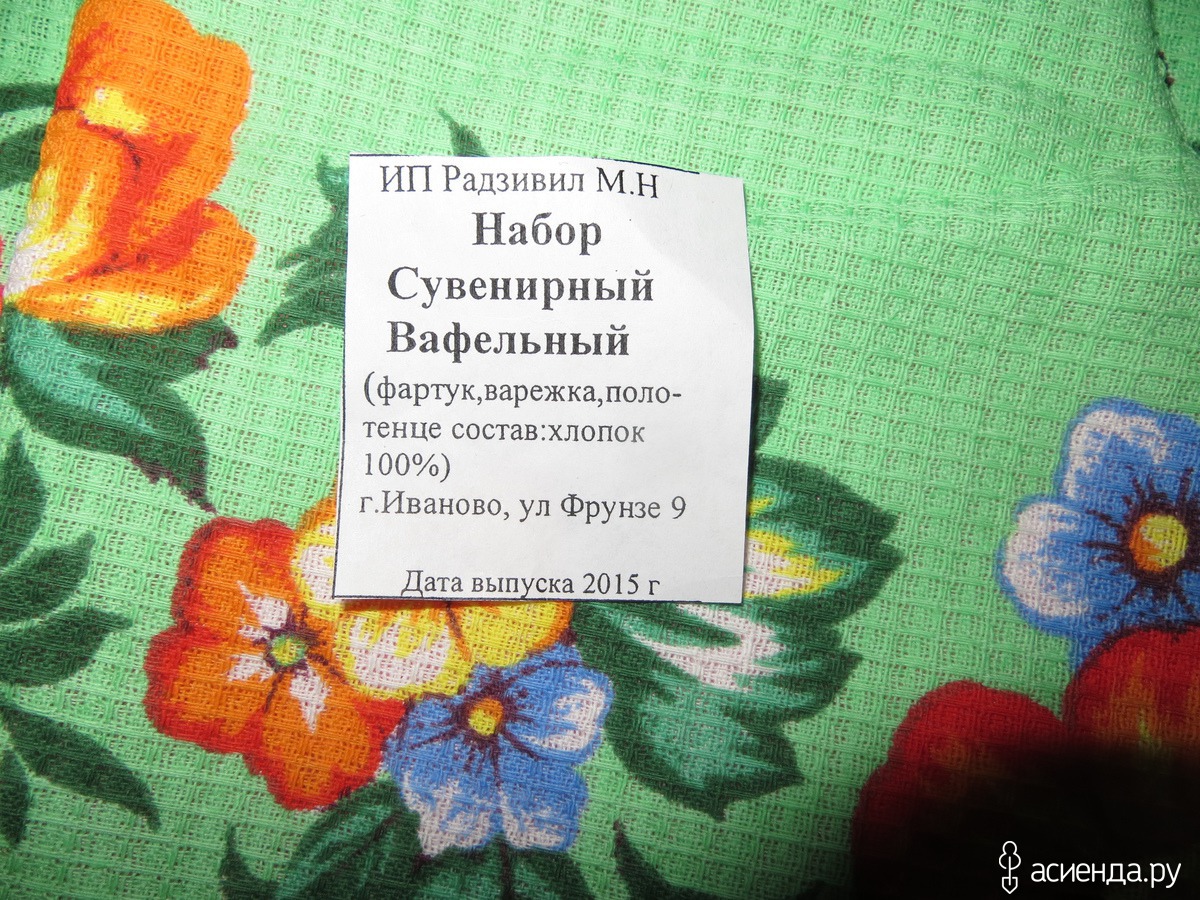 ИП Радзивил М.Н
Набор
Сувенирный
Вафельный
(фартук,варежка,поло-
тенце состав:хлопок
100%)
г.Иваново, ул Фрунзе 9
Дата выпуска 2015 г
асиенда.ру